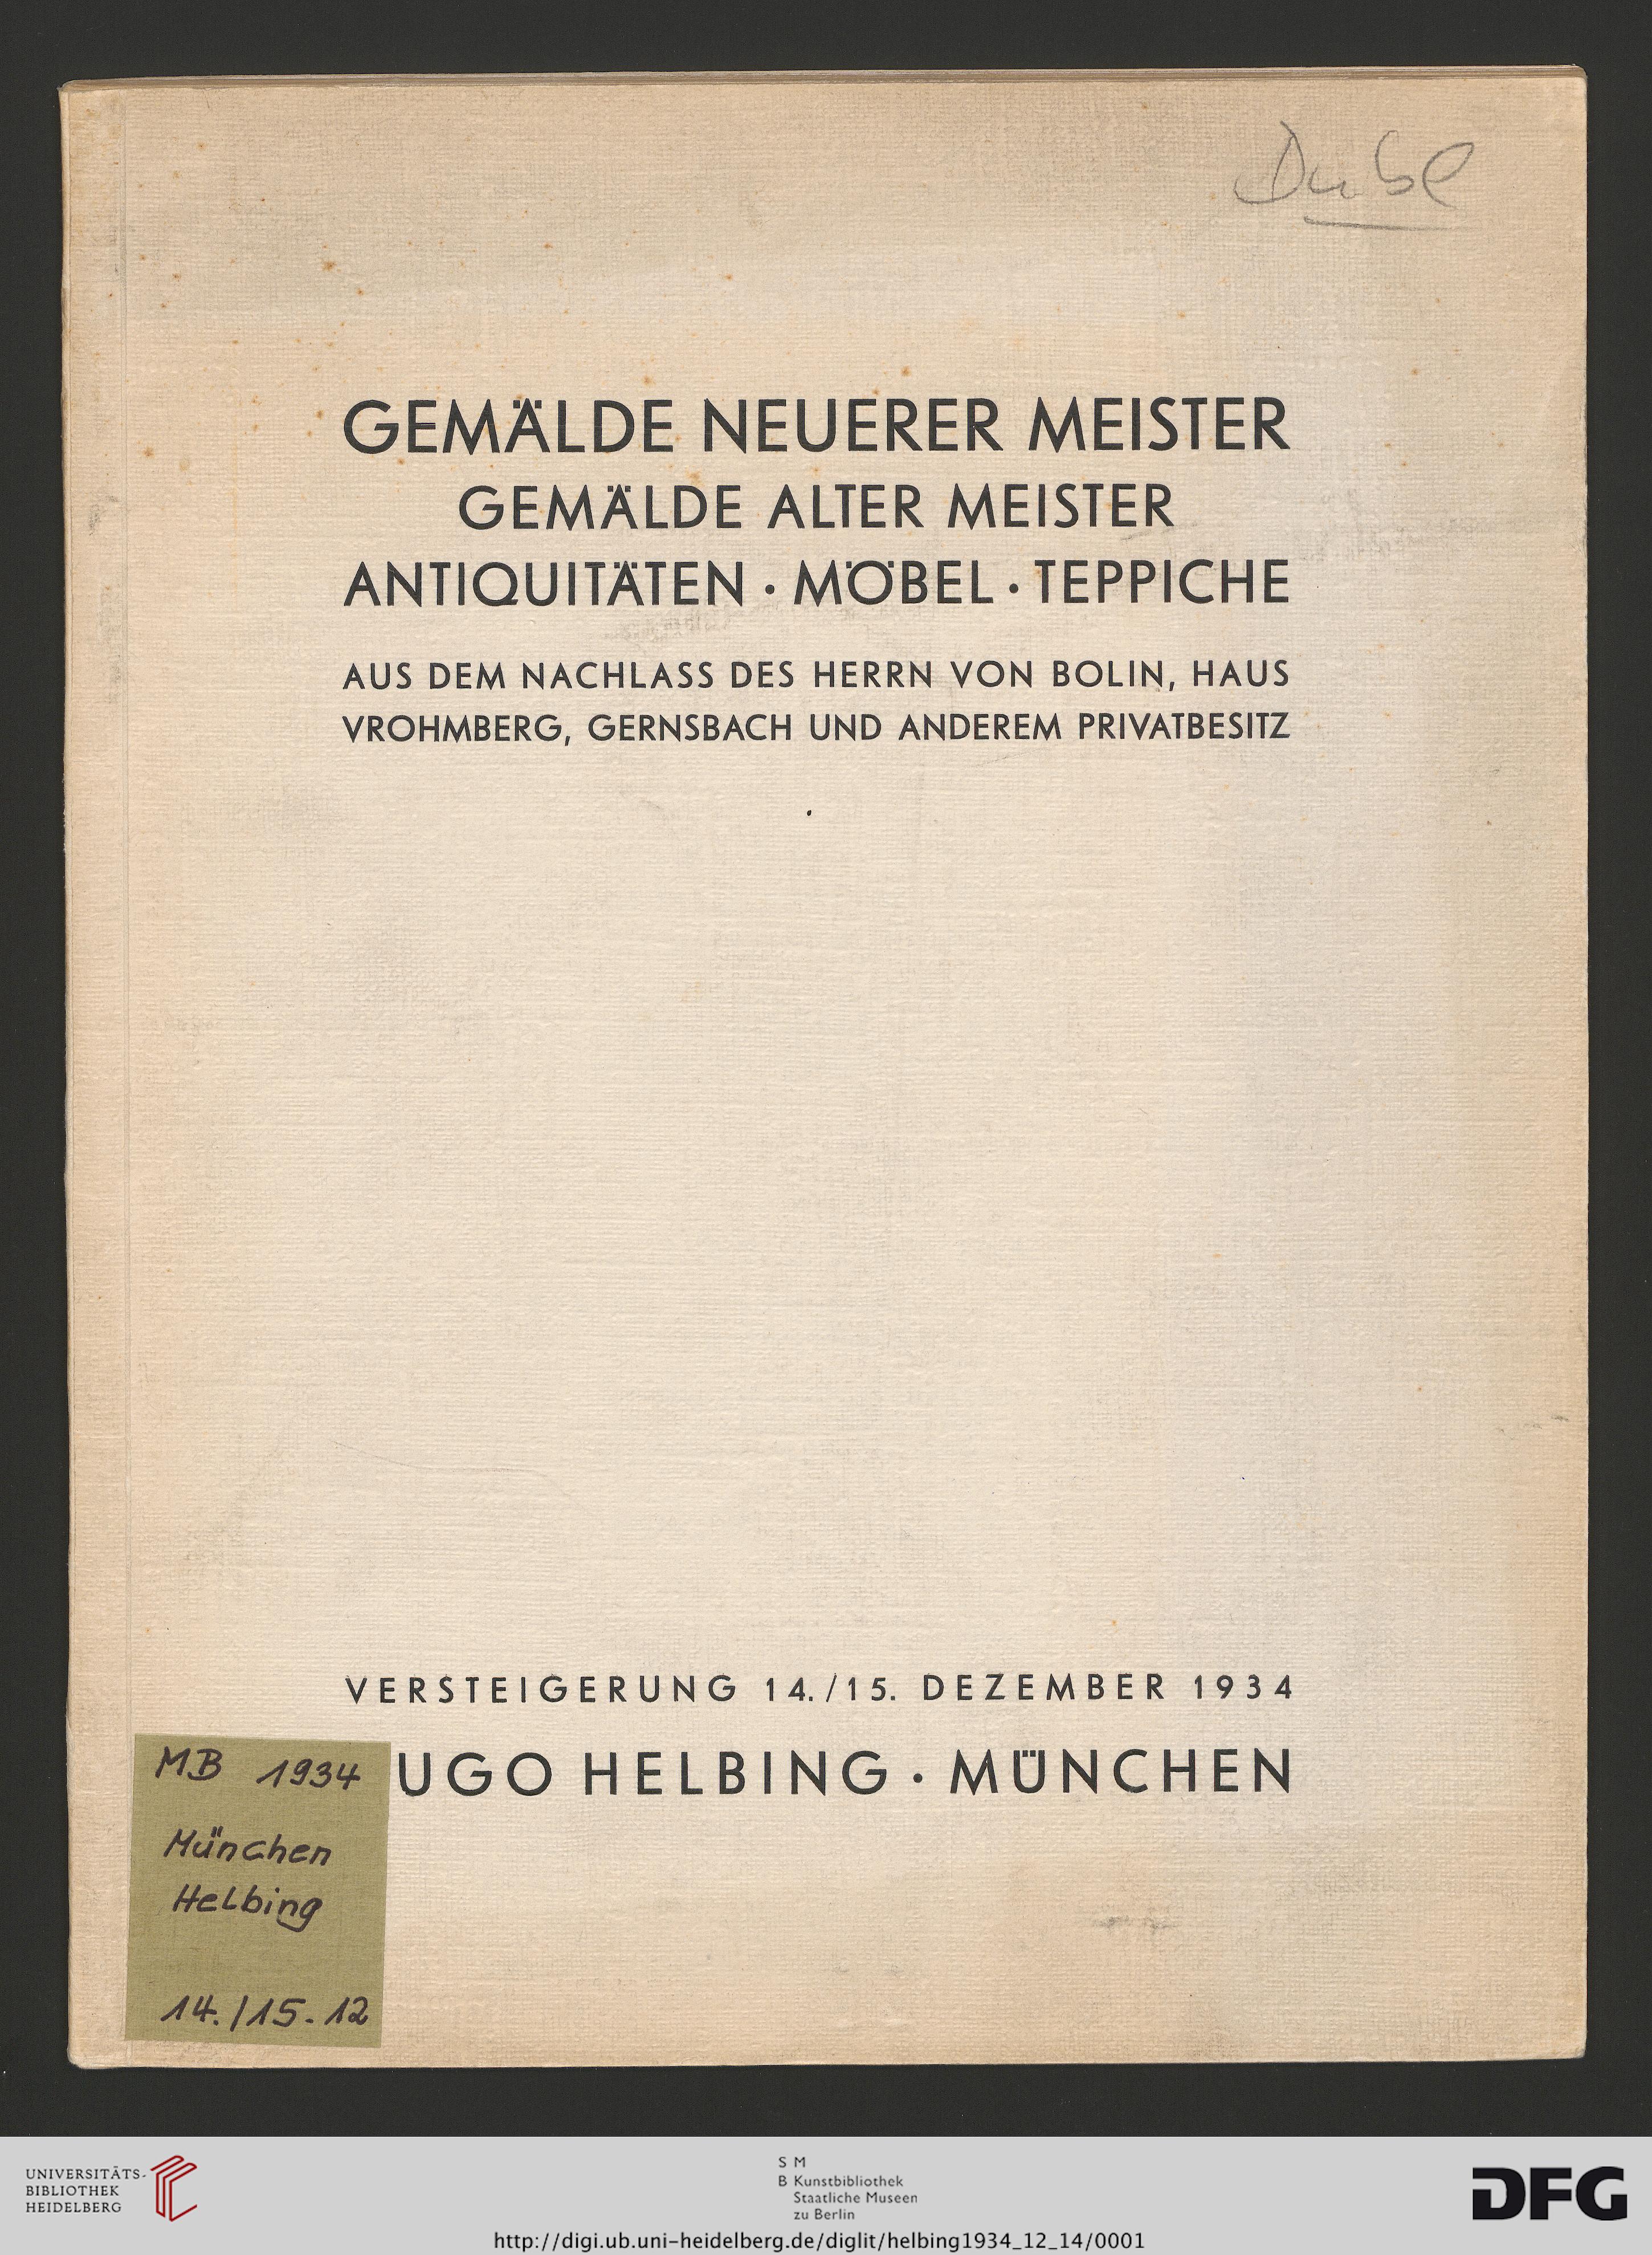 Dubl
GEMÄLDE NEUERER MEISTER
GEMÄLDE ALTER MEISTER
ANTIQUITÄTEN · MÖBEL · TEPPICHE
AUS DEM NACHLASS DES HERRN VON BOLIN, HAUS
VROHMBERG, GERNSBACH UND ANDEREM PRIVATBESITZ
VERSTEIGERUNG 14./15. DEZEMBER 1934
UGO HELBING · MÜNCHEN
MB 1934
München
Helbing
14./15.12
UNIVERSITÄTS-
BIBLIOTHEK
HEIDELBERG
S M
B Kunstbibliothek
Staatliche Museen
zu Berlin
DFG
http://digi.ub.uni-heidelberg.de/diglit/helbing1934_12_14/0001